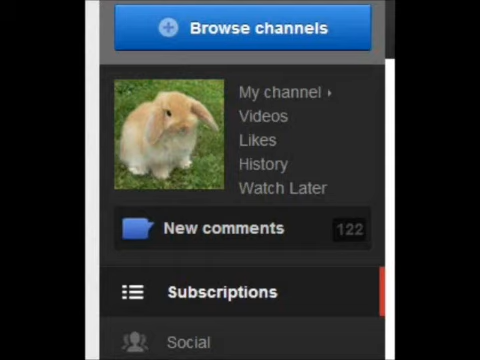 Browse channels
My channel
Videos
Likes
History
Watch Later
New comments 122
Subscriptions
Social